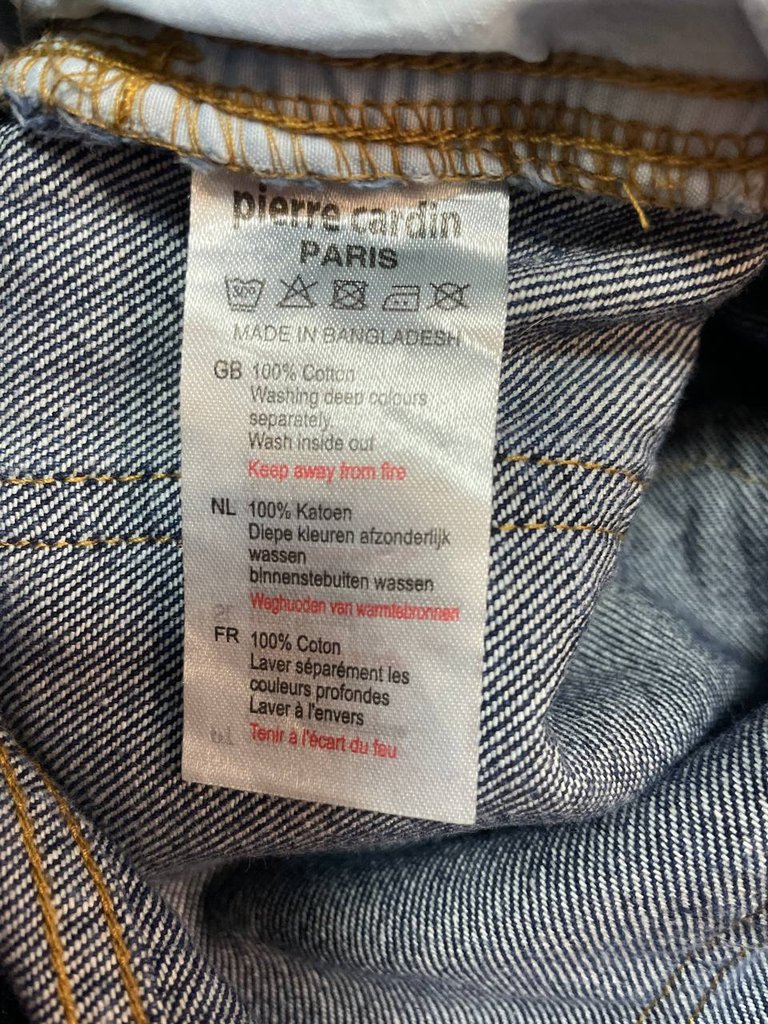 pierre cardin
PARIS
MADE IN BANGLADESH
GB 100% Cotton
Washing deep colours
separately
Wash inside out
Keep away from fire
NL 100% Katoen
Diepe kleuren afzonderlijk
wassen
binnenstebuiten wassen
Weghuoden van warmtebronnen
FR 100% Coton
Laver séparément les
couleurs profondes
Laver à l'envers
Tenir à l'écart du feu